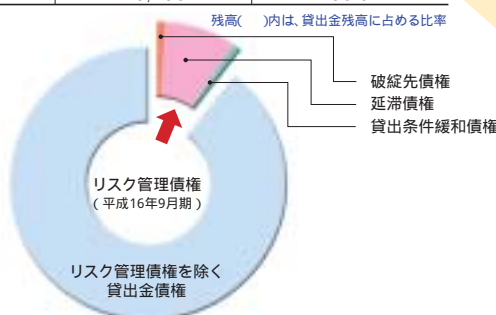 残高(　)内は、貸出金残高に占める比率
破綻先債権
延滞債権
貸出条件緩和債権
リスク管理債権
(平成16年9月期)
リスク管理債権を除く
貸出金債権